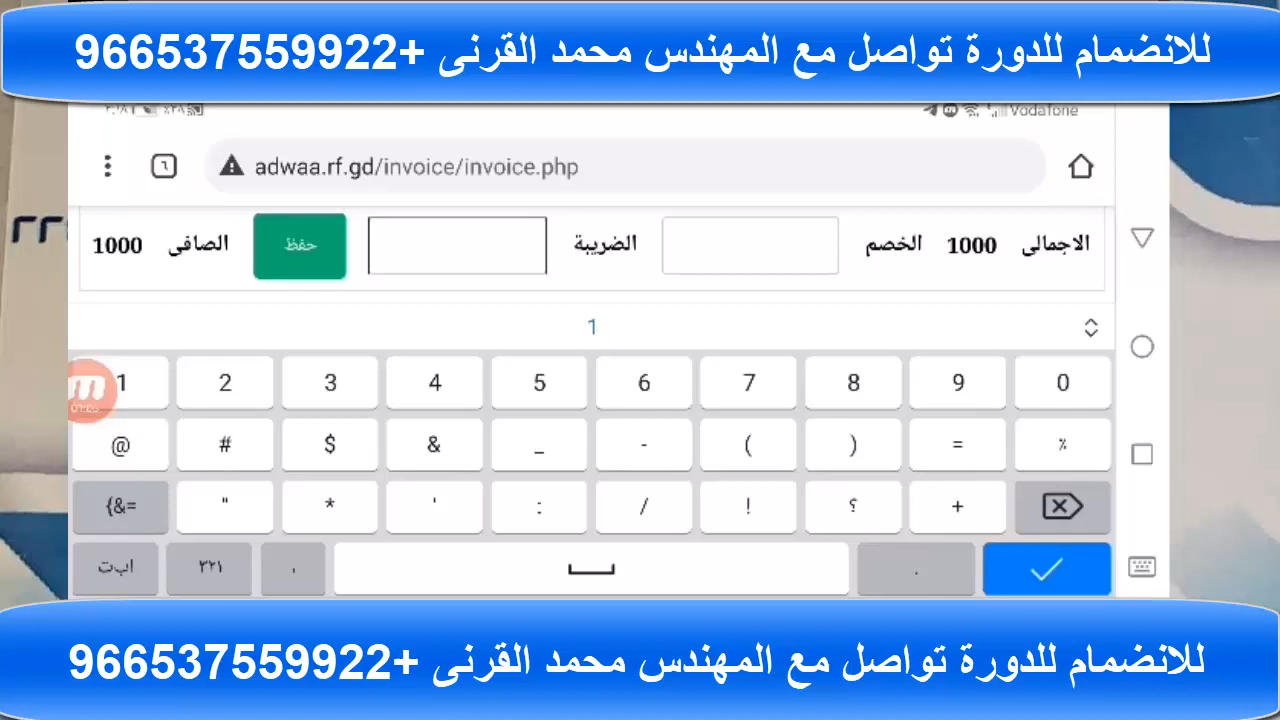 للانضمام للدورة تواصل مع المهندس محمد القرنى +966537559922
Vodafone
adwaa.rf.gd/invoice/invoice.php
الاجمالى 1000 الخصم الضريبة حفظ الصافى 1000
1
1 2 3 4 5 6 7 8 9 0
@ # $ & _ - ( ) = ٪
{&= " * ' : / ! ؟ +
اب‌ت ٣٢١ , .
للانضمام للدورة تواصل مع المهندس محمد القرنى +966537559922